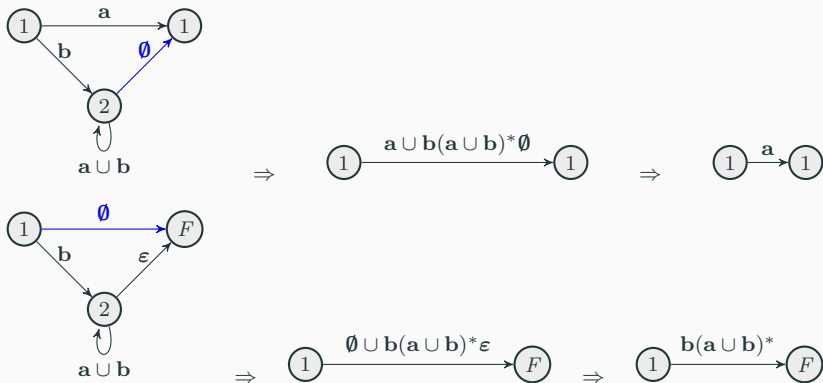 1 a 1
b ∅
2
a ∪ b
⇒ 1 a ∪ b(a ∪ b)*∅ 1 ⇒ 1 a 1
1 ∅ F
b ε
2
a ∪ b
⇒ 1 ∅ ∪ b(a ∪ b)*ε F ⇒ 1 b(a ∪ b)* F